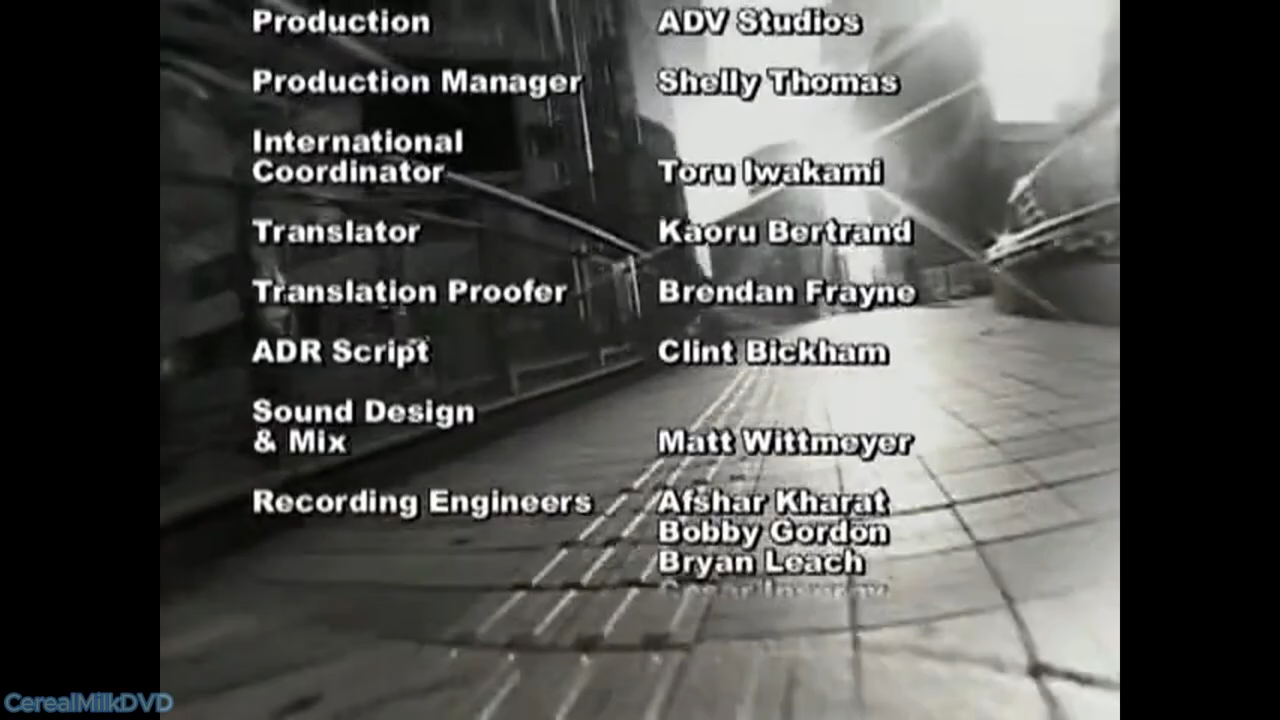 Production ADV Studios
Production Manager Shelly Thomas
International
Coordinator Toru Iwakami
Translator Kaoru Bertrand
Translation Proofer Brendan Frayne
ADR Script Clint Bickham
Sound Design
& Mix Matt Wittmeyer
Recording Engineers Afshar Kharat
Bobby Gordon
Bryan Leach
CerealMilkDVD